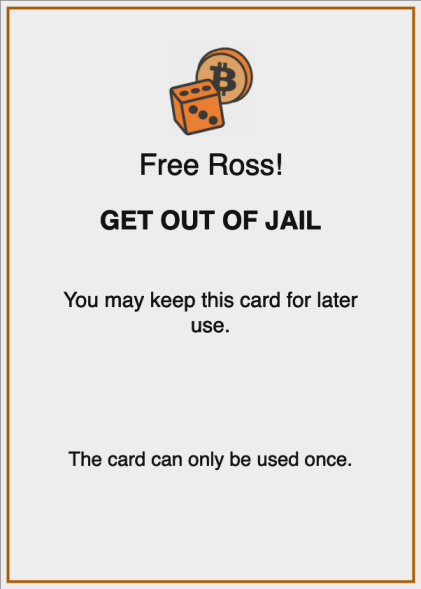 Free Ross!
GET OUT OF JAIL
You may keep this card for later
use.
The card can only be used once.